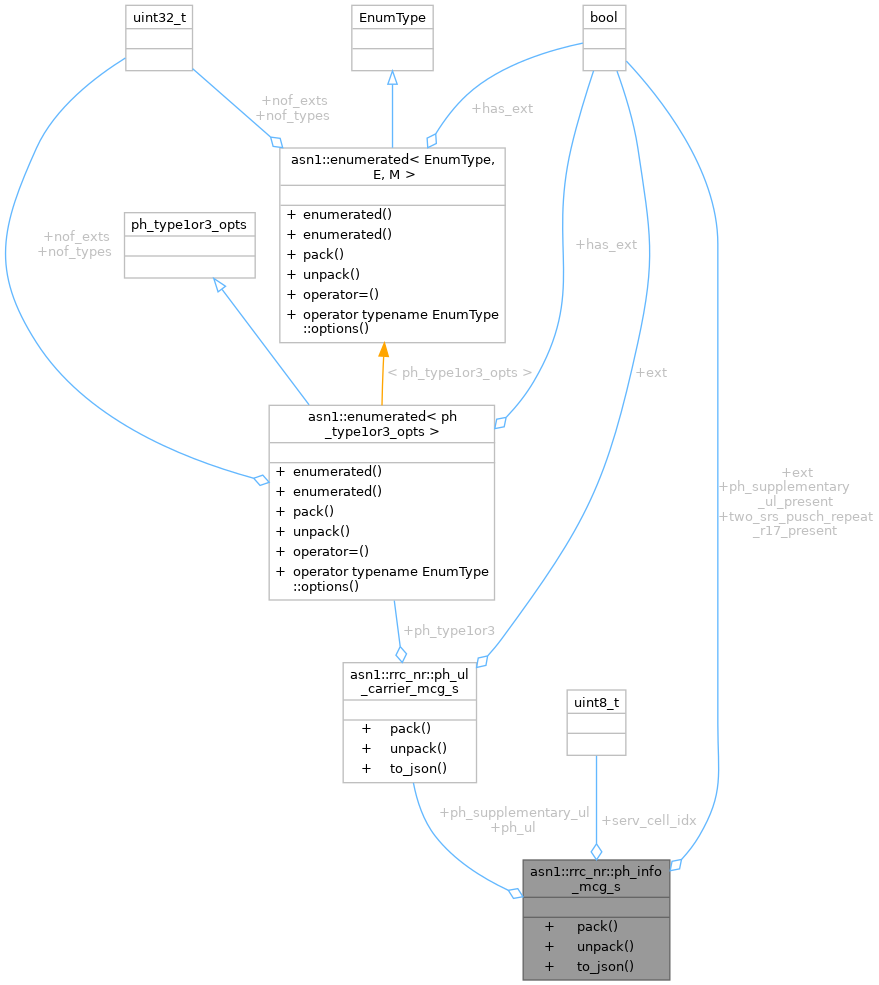 uint32_t
EnumType
bool
+nof_exts
+nof_types
+has_ext
asn1::enumerated< EnumType,
E, M >
+ enumerated()
+ enumerated()
+ pack()
+ unpack()
+ operator=()
+ operator typename EnumType
::options()
ph_type1or3_opts
+nof_exts
+nof_types
+has_ext
< ph_type1or3_opts >
+ext
asn1::enumerated< ph
_type1or3_opts >
+ enumerated()
+ enumerated()
+ pack()
+ unpack()
+ operator=()
+ operator typename EnumType
::options()
+ext
+ph_supplementary
_ul_present
+two_srs_pusch_repeat
_r17_present
+ph_type1or3
asn1::rrc_nr::ph_ul
_carrier_mcg_s
+ pack()
+ unpack()
+ to_json()
uint8_t
+ph_supplementary_ul
+ph_ul
+serv_cell_idx
asn1::rrc_nr::ph_info
_mcg_s
+ pack()
+ unpack()
+ to_json()